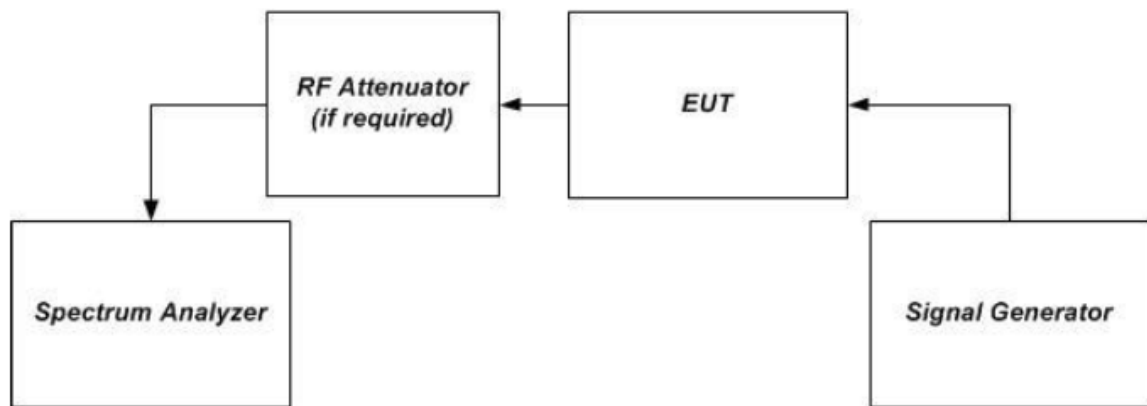 RF Attenuator
(if required)
EUT
Spectrum Analyzer
Signal Generator